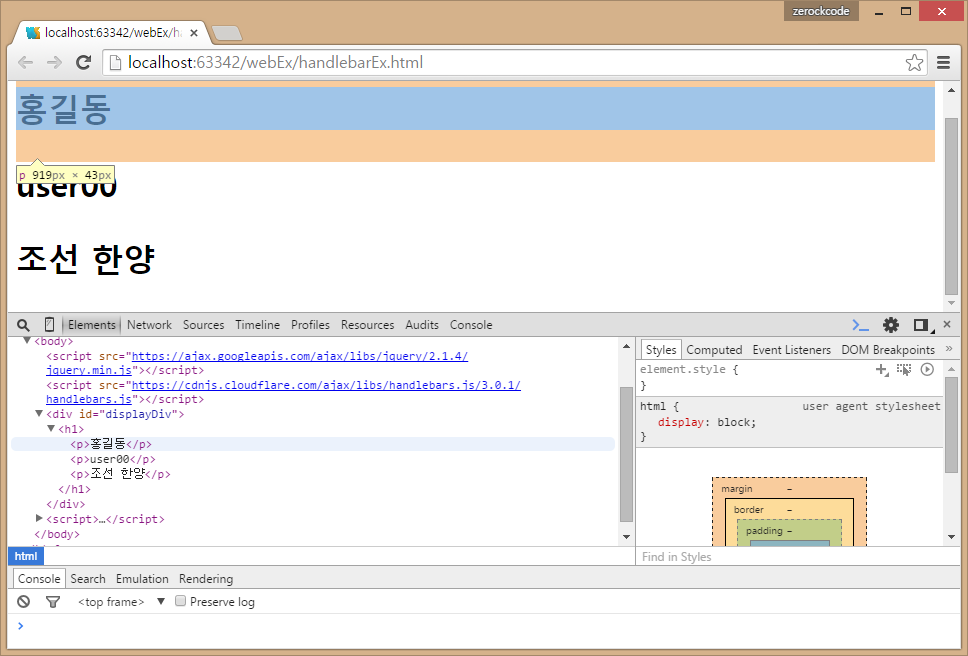 zerockcode
localhost:63342/webEx/h
localhost:63342/webEx/handlebarEx.html
홍길동
p 919px × 43px
user00
조선 한양
Elements Network Sources Timeline Profiles Resources Audits Console
<body>
<script src="https://ajax.googleapis.com/ajax/libs/jquery/2.1.4/
jquery.min.js"></script>
<script src="https://cdnjs.cloudflare.com/ajax/libs/handlebars.js/3.0.1/
handlebars.js"></script>
<div id="displayDiv">
<h1>
<p>홍길동</p>
<p>user00</p>
<p>조선 한양</p>
</h1>
</div>
<script>…</script>
</body>
html
Styles Computed Event Listeners DOM Breakpoints »
element.style {
}
html { user agent stylesheet
display: block;
}
margin –
border –
padding –
Find in Styles
Console Search Emulation Rendering
<top frame> ▼ Preserve log
>